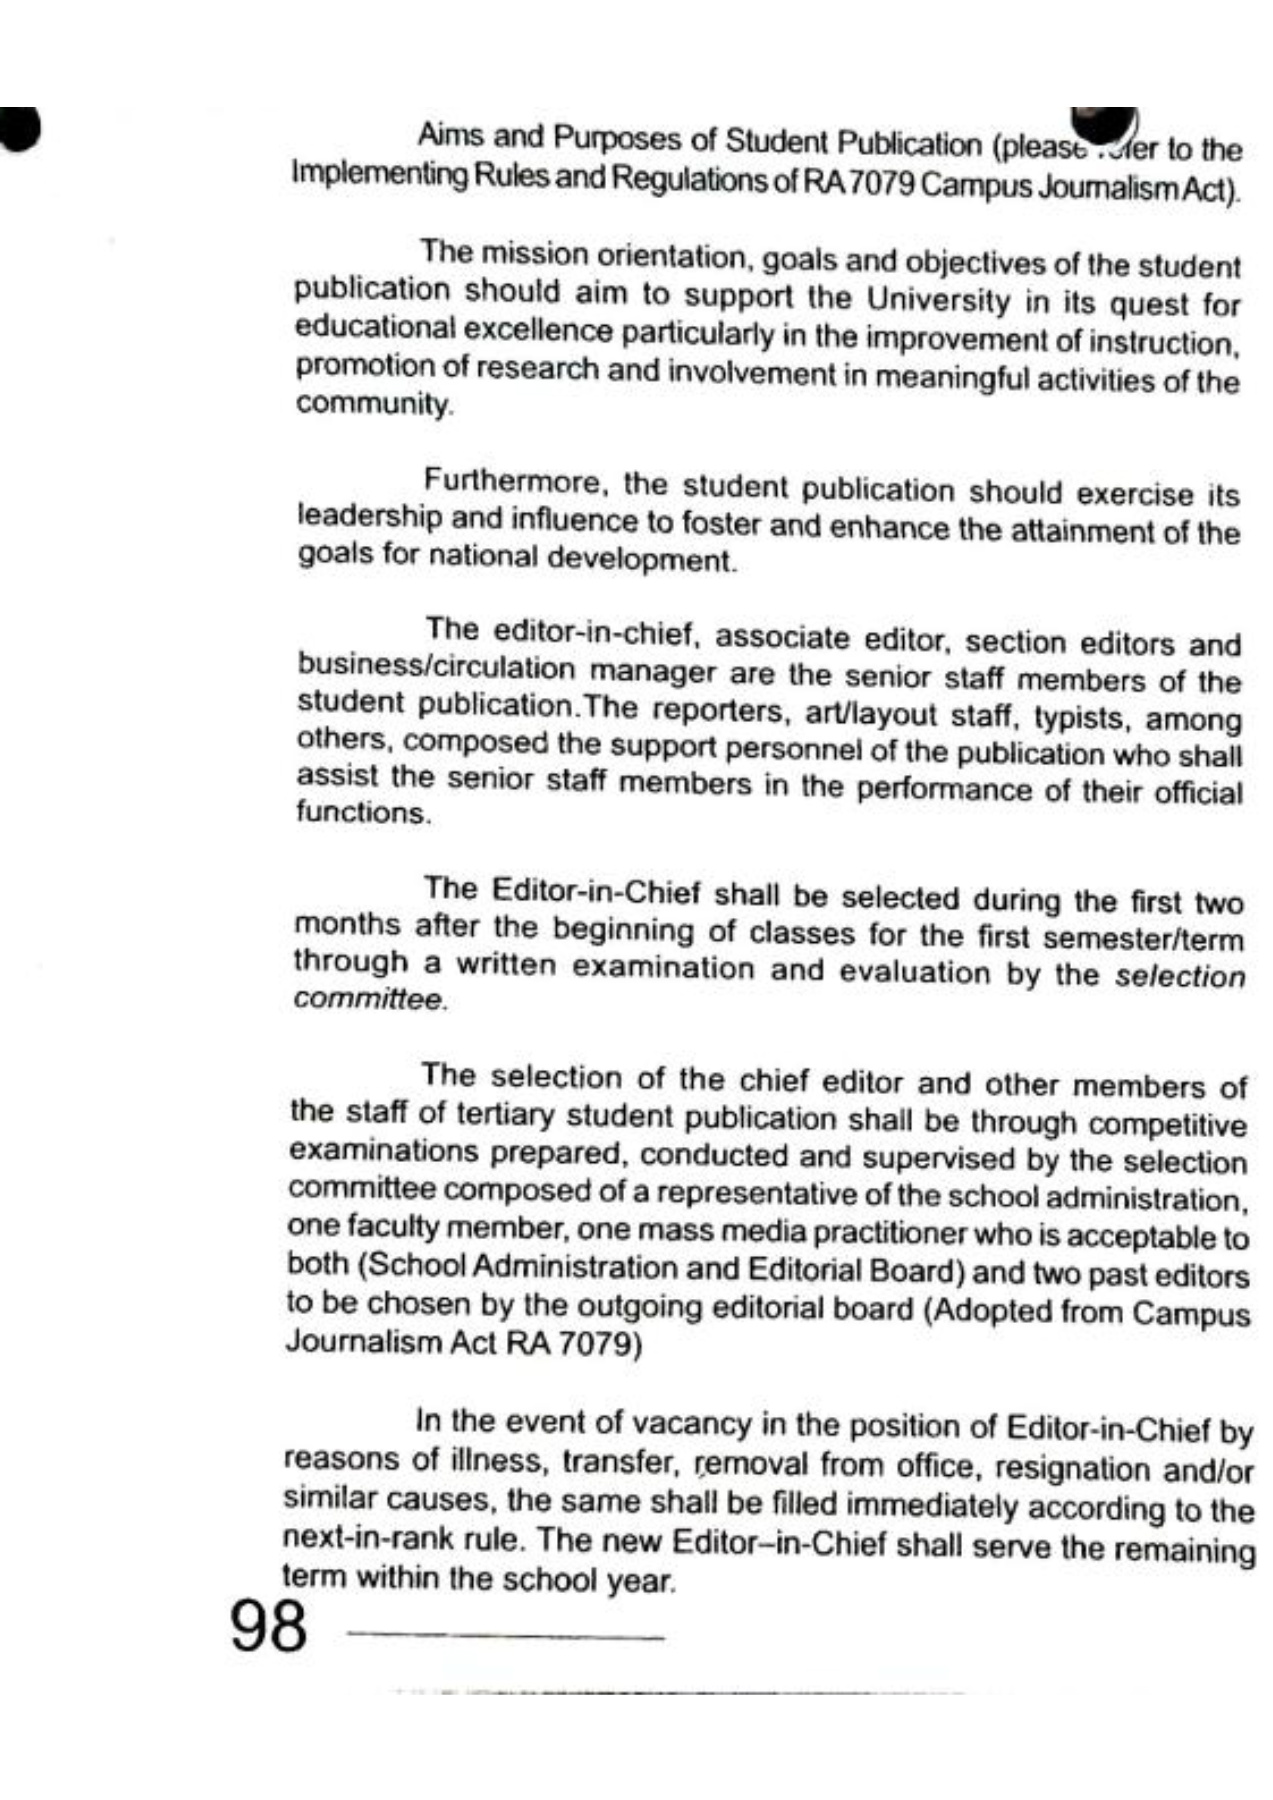 Aims and Purposes of Student Publication (please refer to the
Implementing Rules and Regulations of RA 7079 Campus Journalism Act).
The mission orientation, goals and objectives of the student
publication should aim to support the University in its quest for
educational excellence particularly in the improvement of instruction,
promotion of research and involvement in meaningful activities of the
community.
Furthermore, the student publication should exercise its
leadership and influence to foster and enhance the attainment of the
goals for national development.
The editor-in-chief, associate editor, section editors and
business/circulation manager are the senior staff members of the
student publication.The reporters, art/layout staff, typists, among
others, composed the support personnel of the publication who shall
assist the senior staff members in the performance of their official
functions.
The Editor-in-Chief shall be selected during the first two
months after the beginning of classes for the first semester/term
through a written examination and evaluation by the selection
committee.
The selection of the chief editor and other members of
the staff of tertiary student publication shall be through competitive
examinations prepared, conducted and supervised by the selection
committee composed of a representative of the school administration,
one faculty member, one mass media practitioner who is acceptable to
both (School Administration and Editorial Board) and two past editors
to be chosen by the outgoing editorial board (Adopted from Campus
Journalism Act RA 7079)
In the event of vacancy in the position of Editor-in-Chief by
reasons of illness, transfer, removal from office, resignation and/or
similar causes, the same shall be filled immediately according to the
next-in-rank rule. The new Editor–in-Chief shall serve the remaining
term within the school year.
98